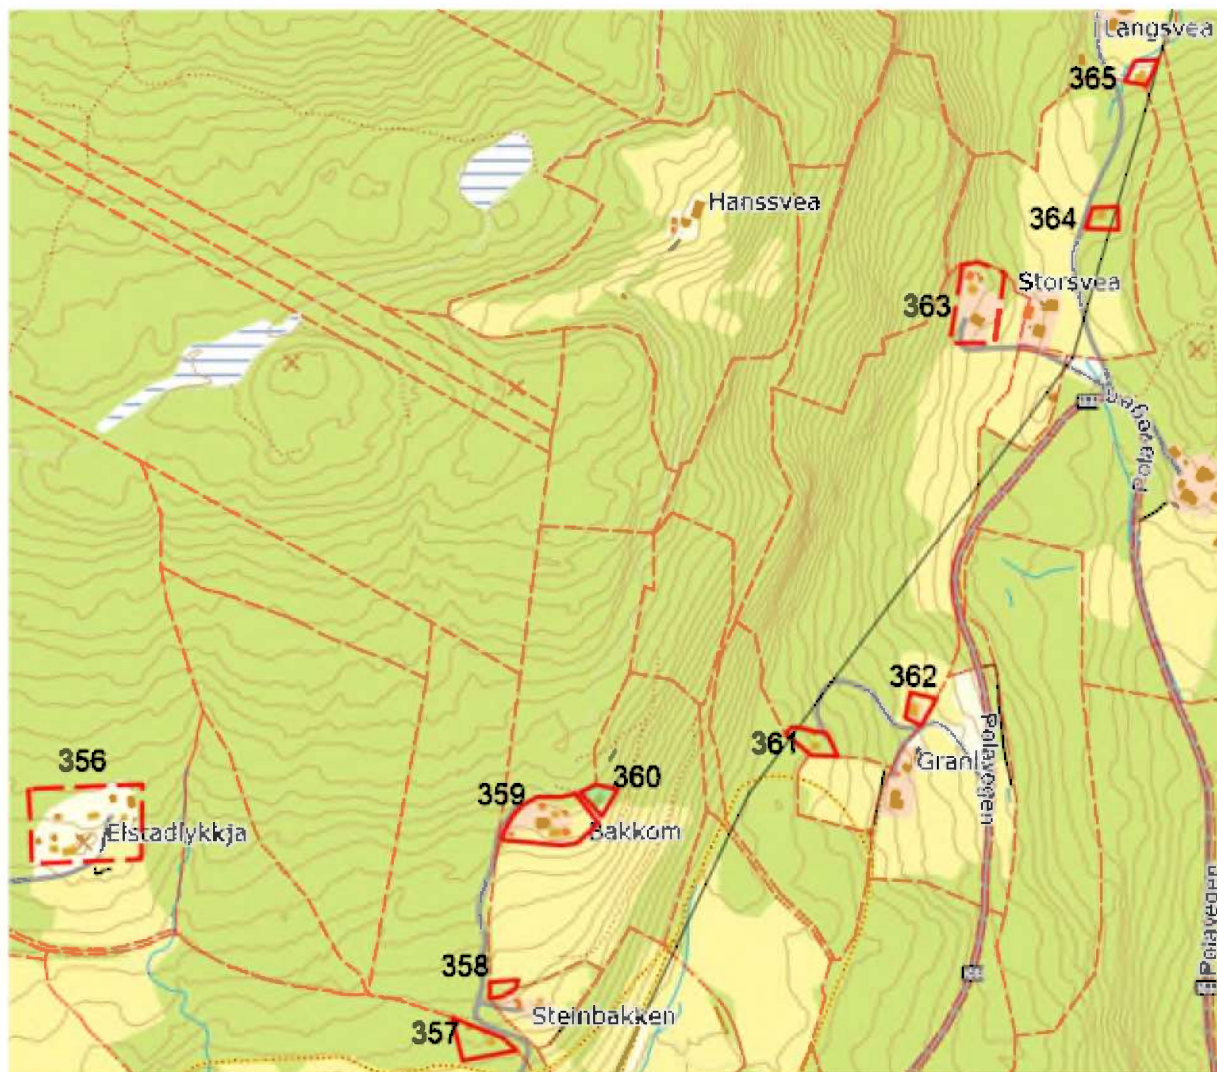 Langsvea
365
Hanssvea
364
Storsvea
363
Polavegen
362
361
Granli
Polavegen
356
360
359
Elstadlykkja
Bakkom
Polavegen
358
Steinbakken
357